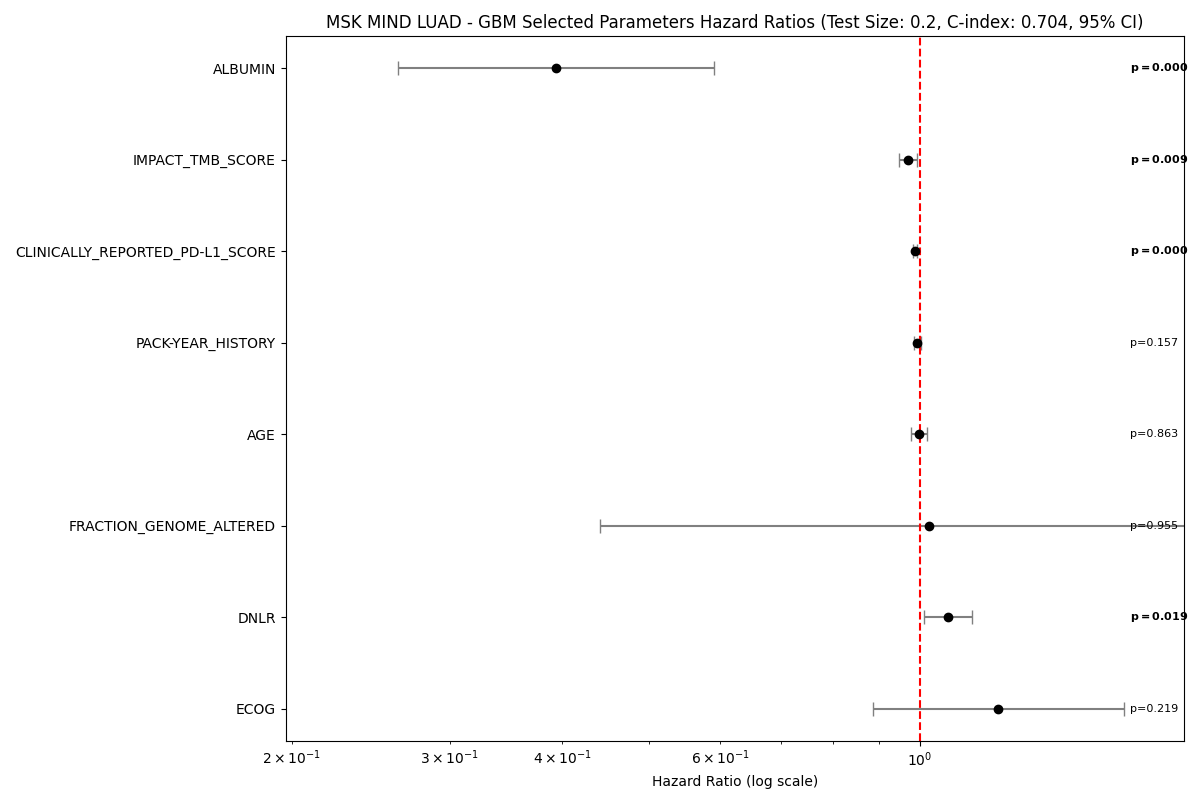 MSK MIND LUAD - GBM Selected Parameters Hazard Ratios (Test Size: 0.2, C-index: 0.704, 95% CI)
ALBUMIN p=0.000
IMPACT_TMB_SCORE p=0.009
CLINICALLY_REPORTED_PD-L1_SCORE p=0.000
PACK-YEAR_HISTORY p=0.157
AGE p=0.863
FRACTION_GENOME_ALTERED p=0.955
DNLR p=0.019
ECOG p=0.219
2 × 10⁻¹ 3 × 10⁻¹ 4 × 10⁻¹ 6 × 10⁻¹ 10⁰
Hazard Ratio (log scale)